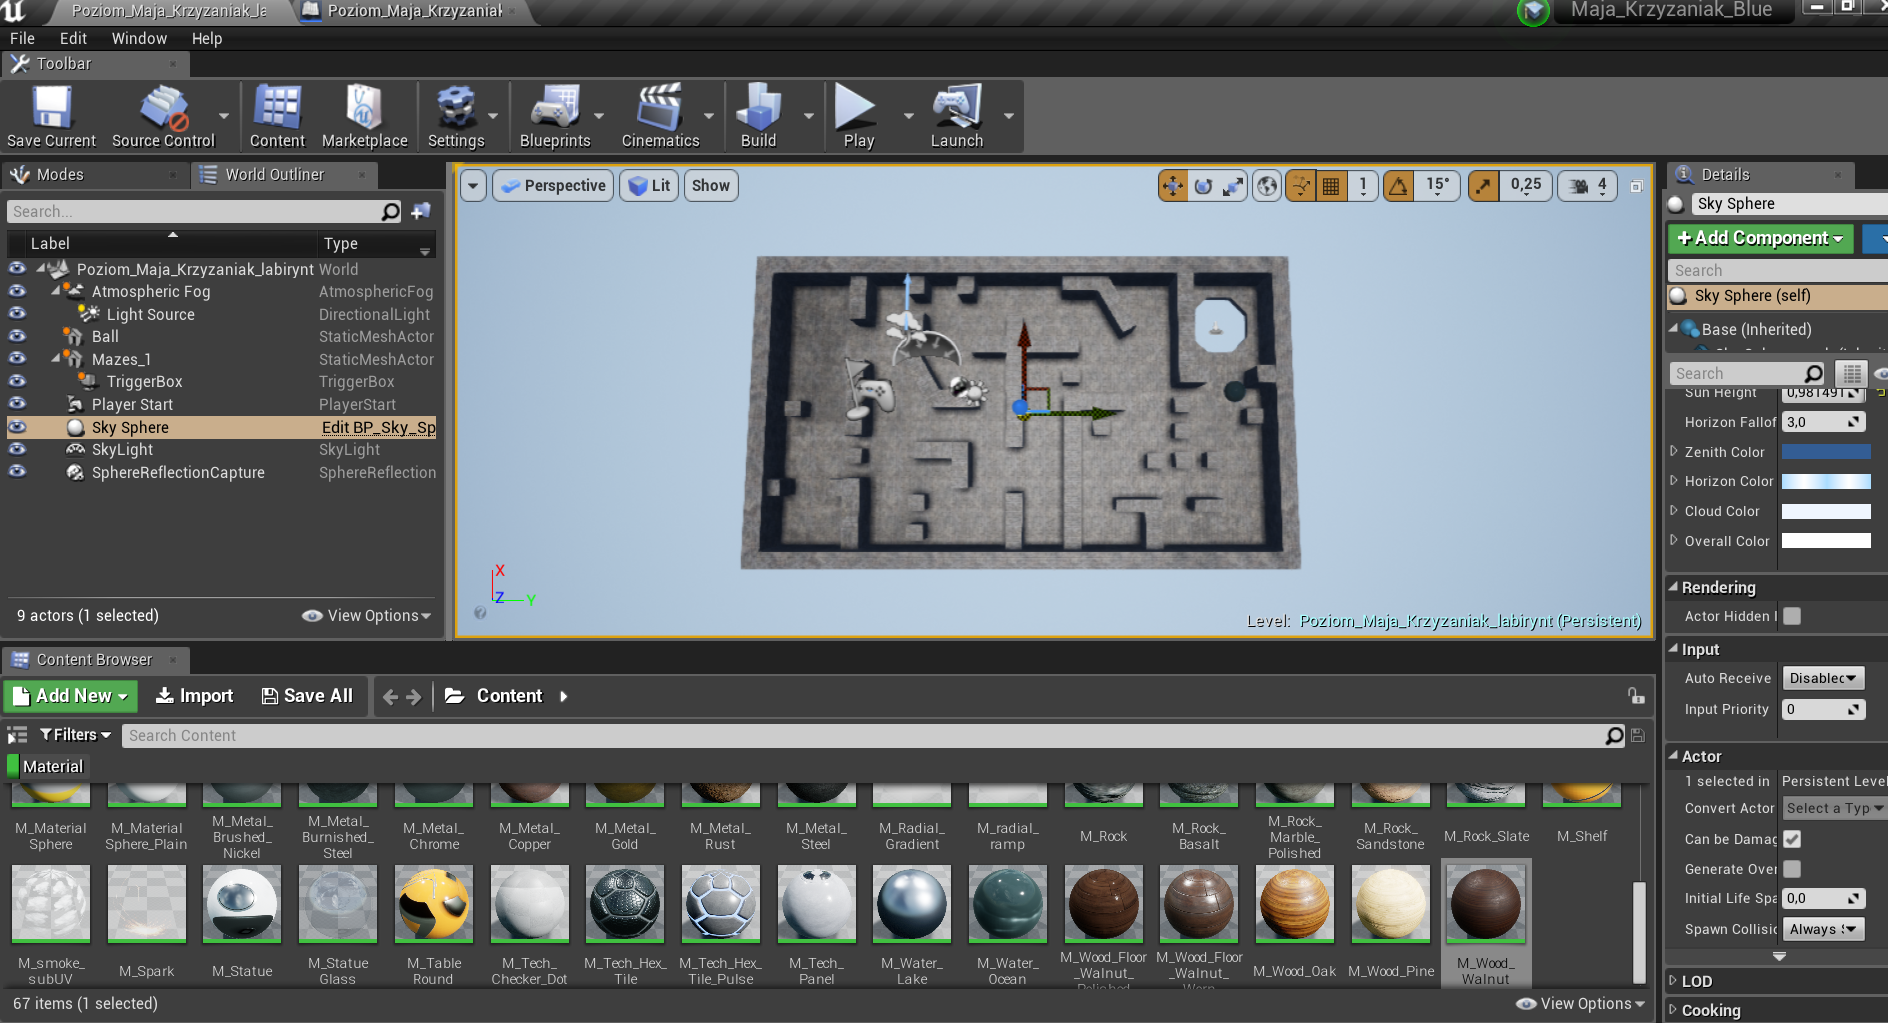 Poziom_Maja_Krzyzaniak_la
Poziom_Maja_Krzyzaniak
Maja_Krzyzaniak_Blue
File Edit Window Help
Toolbar
Save Current Source Control Content Marketplace Settings Blueprints Cinematics Build Play Launch
Modes World Outliner
Search...
Label Type
Poziom_Maja_Krzyzaniak_labirynt World
Atmospheric Fog AtmosphericFog
Light Source DirectionalLight
Ball StaticMeshActor
Mazes_1 StaticMeshActor
TriggerBox TriggerBox
Player Start PlayerStart
Sky Sphere Edit BP_Sky_Sp
SkyLight SkyLight
SphereReflectionCapture SphereReflection
9 actors (1 selected) View Options
Perspective Lit Show 1 15° 0,25 4
X
Z Y
Level: Poziom_Maja_Krzyzaniak_labirynt (Persistent)
Details
Sky Sphere
+ Add Component
Search
Sky Sphere (self)
Base (Inherited)
Search
Sun Height 0,981491
Horizon Fallof 3,0
Zenith Color
Horizon Color
Cloud Color
Overall Color
Rendering
Actor Hidden I
Input
Auto Receive Disabled
Input Priority 0
Actor
1 selected in Persistent Level
Convert Actor Select a Typ
Can be Damag
Generate Over
Initial Life Spa 0,0
Spawn Collisic Always S
LOD
Cooking
Content Browser
Add New Import Save All Content
Filters Search Content
Material
M_Material Sphere
M_Material Sphere_Plain
M_Metal_ Brushed_ Nickel
M_Metal_ Burnished_ Steel
M_Metal_ Chrome
M_Metal_ Copper
M_Metal_ Gold
M_Metal_ Rust
M_Metal_ Steel
M_Radial_ Gradient
M_radial_ ramp
M_Rock
M_Rock_ Basalt
M_Rock_ Marble_ Polished
M_Rock_ Sandstone
M_Rock_Slate
M_Shelf
M_smoke_ subUV
M_Spark
M_Statue
M_Statue Glass
M_Table Round
M_Tech_ Checker_Dot
M_Tech_Hex_ Tile
M_Tech_Hex_ Tile_Pulse
M_Tech_ Panel
M_Water_ Lake
M_Water_ Ocean
M_Wood_Floor _Walnut_ Polished
M_Wood_Floor _Walnut_ Worn
M_Wood_Oak
M_Wood_Pine
M_Wood_ Walnut
67 items (1 selected) View Options